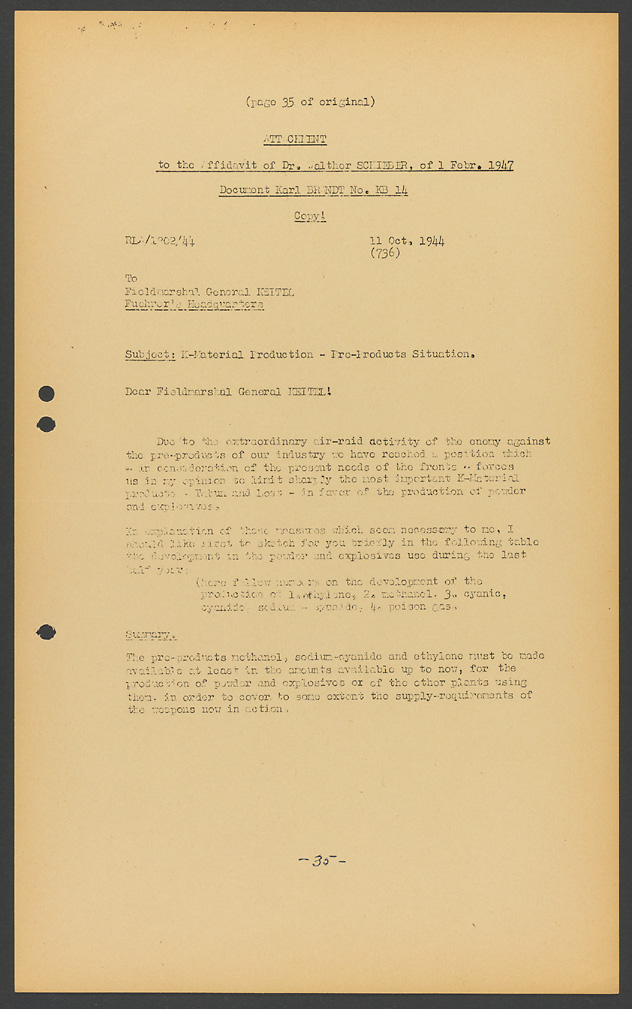 (page 35 of original)
ATTACHMENT
to the Affidavit of Dr. Walther SCHIEBER, of 1 Febr. 1947
Document Karl BRANDT No. KB 14
Copy!
11 Oct, 1944
(736)
To
Fieldmarshal General KEITEL
Fuehrer's Headquarters
Subject: K-Material Production - Pre-Products Situation.
Dear Fieldmarshal General KEITEL!
Due to the extraordinary air-raid activity of the enemy against
the pre-products of our industry we have reached a position which
- in consideration of the present needs of the fronts - forces
us in my opinion to limit sharply the most important K-Material
products - Tabun and Lost - in favor of the production of powder
and explosives.
In explanation of these measures which seem necessary to me, I
should like first to sketch for you briefly in the following table
the development in the powder and explosives use during the last
half year:
(here follow numbers on the development of the
production of 1. ethylene, 2. methanol. 3. cyanic,
cyanide, sodium - cyanide, 4. poison gas.
Summary.
The pre-products methanol, sodium-cyanide and ethylene must be made
available at least in the amounts available up to now, for the
production of powder and explosives or of the other plants using
them. in order to cover to some extent the supply-requirements of
the weapons now in action.
-35-